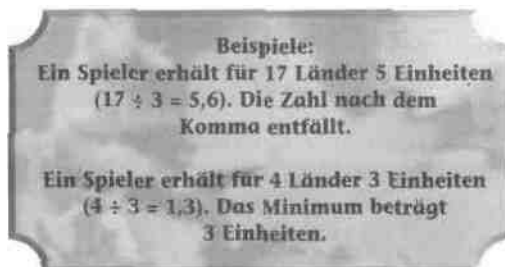 Beispiele:
Ein Spieler erhält für 17 Länder 5 Einheiten
(17 ÷ 3 = 5,6). Die Zahl nach dem
Komma entfällt.
Ein Spieler erhält für 4 Länder 3 Einheiten
(4 ÷ 3 = 1,3). Das Minimum beträgt
3 Einheiten.